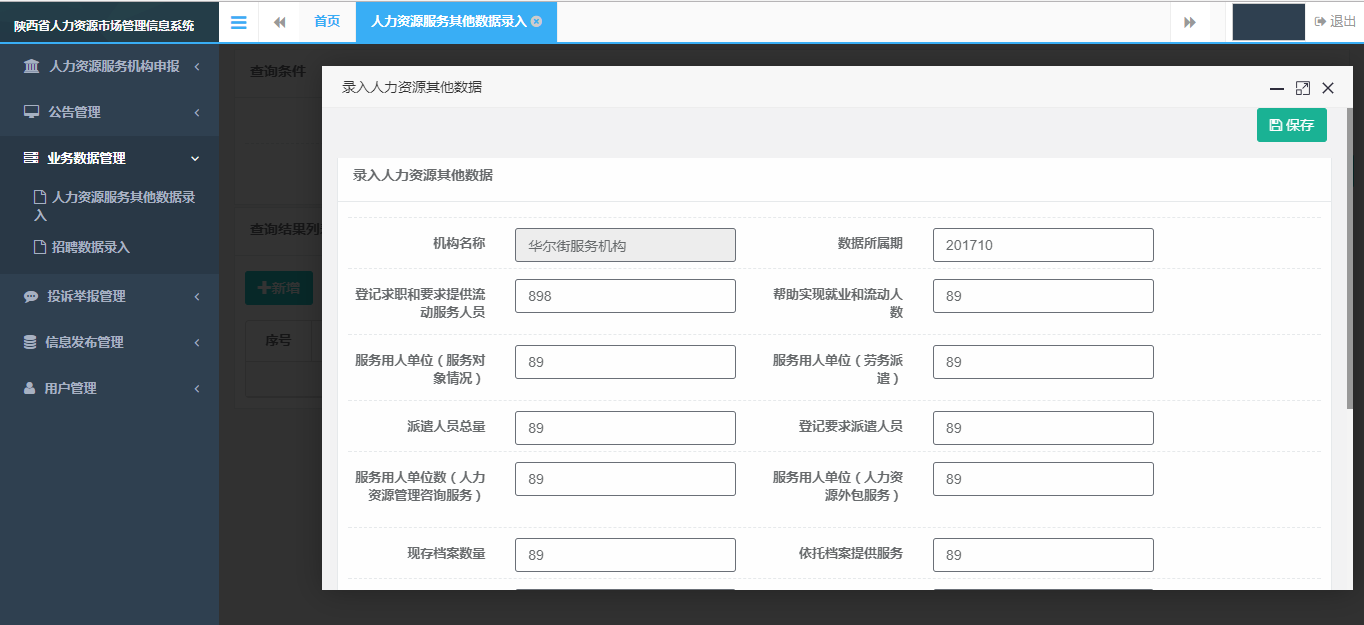 陕西省人力资源市场管理信息系统
首页
人力资源服务其他数据录入
退出
人力资源服务机构申报
公告管理
业务数据管理
人力资源服务其他数据录
入
招聘数据录入
投诉举报管理
信息发布管理
用户管理
查询条件
查询结果列
新增
序号
录入人力资源其他数据
保存
录入人力资源其他数据
机构名称 华尔街服务机构 数据所属期 201710
登记求职和要求提供流
动服务人员 898 帮助实现就业和流动人
数 89
服务用人单位（服务对
象情况） 89 服务用人单位（劳务派
遣） 89
派遣人员总量 89 登记要求派遣人员 89
服务用人单位数（人力
资源管理咨询服务） 89 服务用人单位（人力资
源外包服务） 89
现存档案数量 89 依托档案提供服务 89